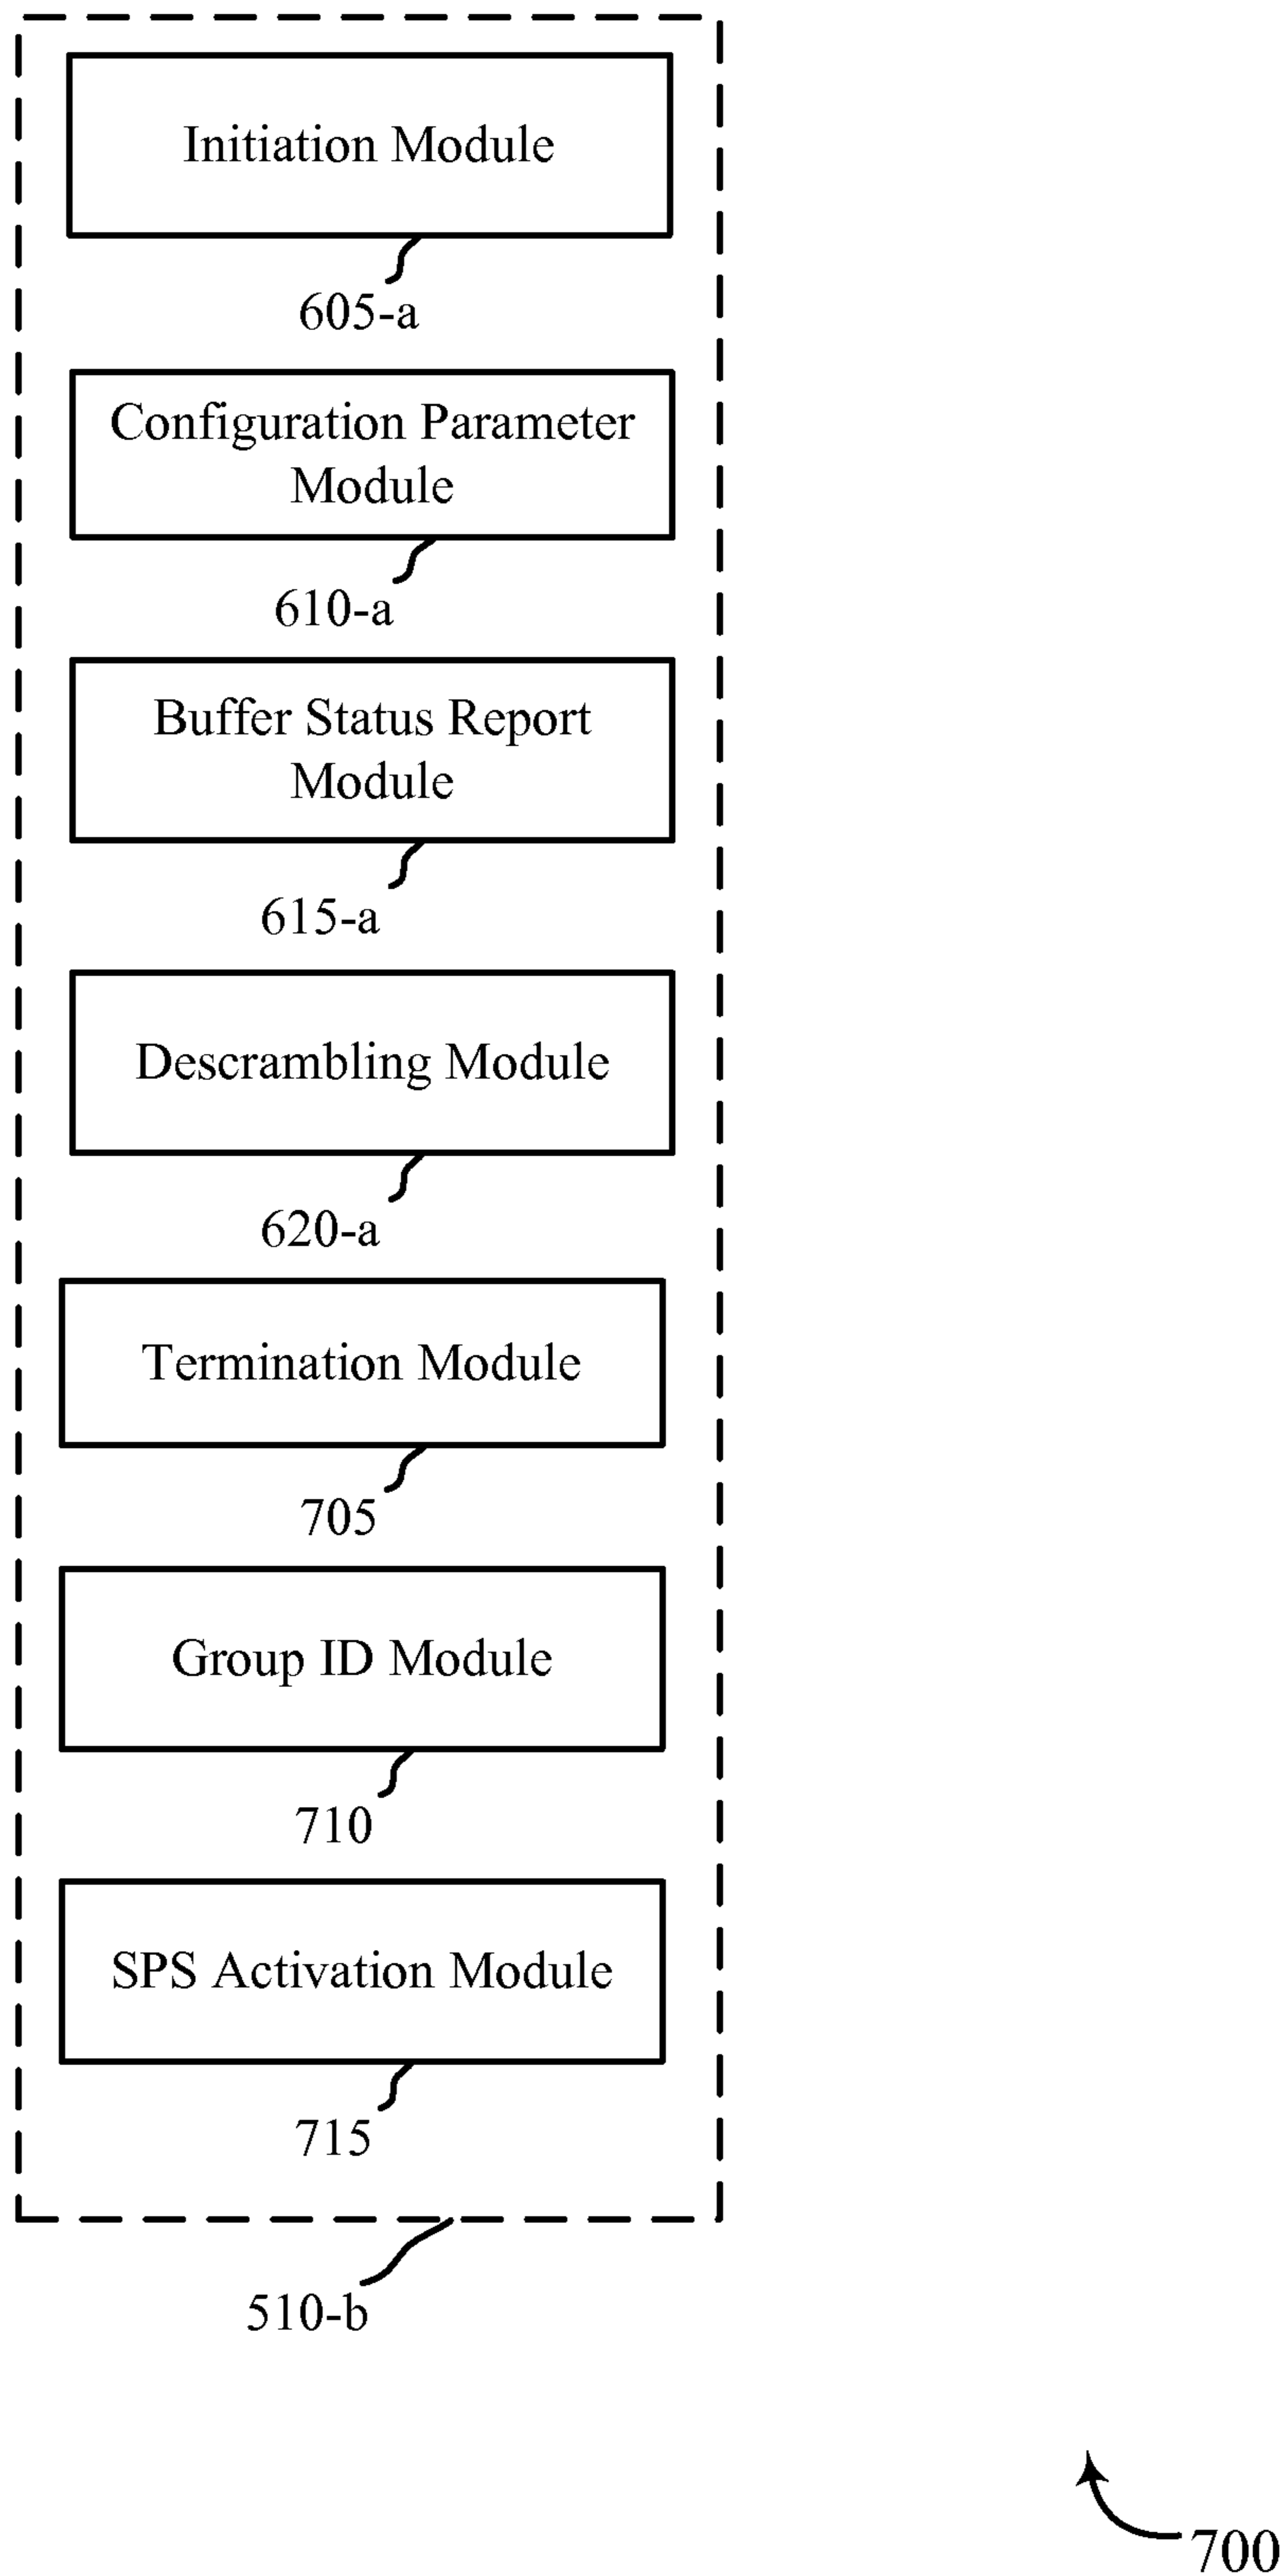 Initiation Module
605-a
Configuration Parameter
Module
610-a
Buffer Status Report
Module
615-a
Descrambling Module
620-a
Termination Module
705
Group ID Module
710
SPS Activation Module
715
510-b
700